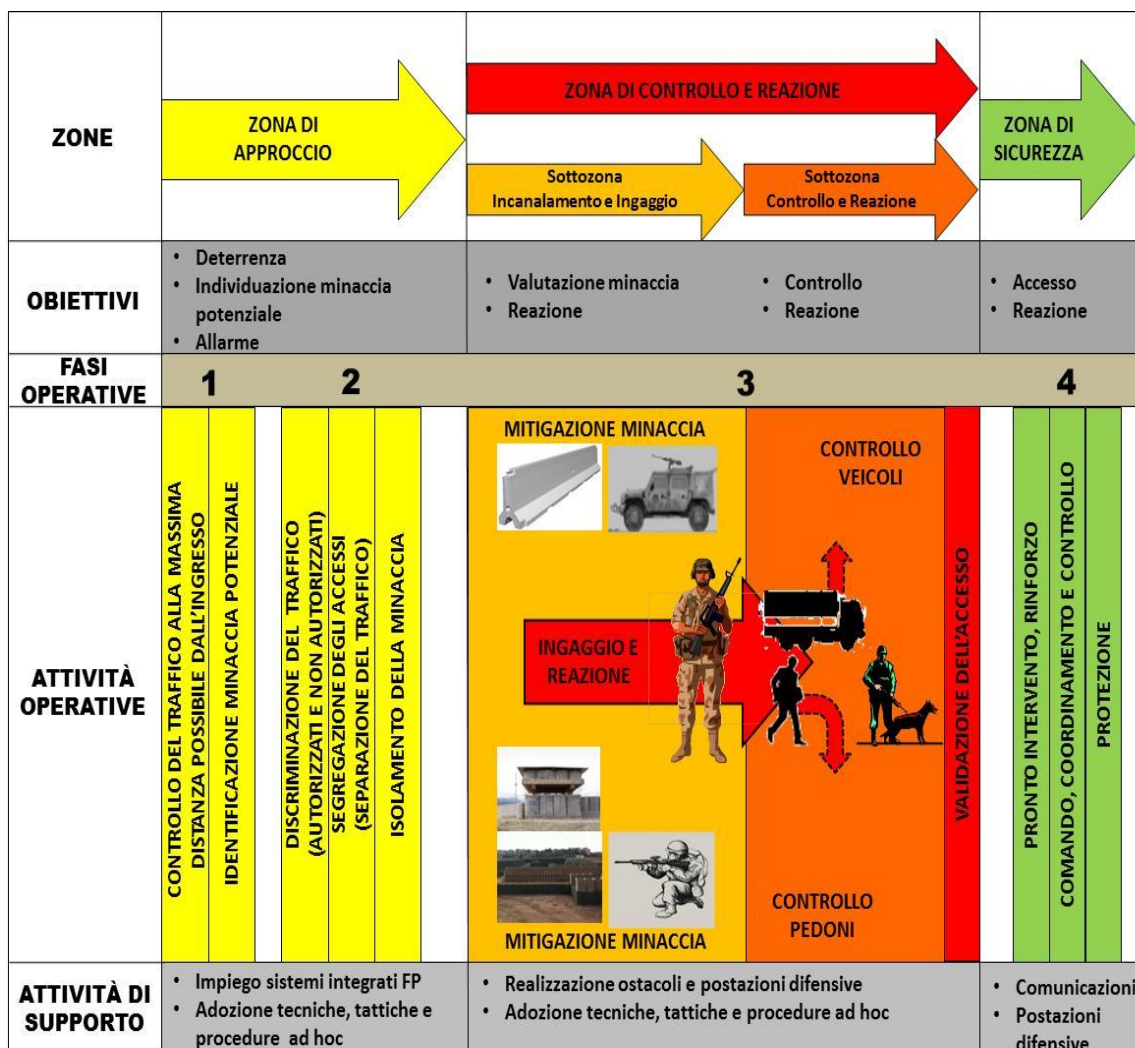 ZONE
ZONA DI
APPROCCIO
ZONA DI CONTROLLO E REAZIONE
Sottozona
Incanalamento e Ingaggio
Sottozona
Controllo e Reazione
ZONA DI
SICUREZZA
OBIETTIVI
• Deterrenza
• Individuazione minaccia
potenziale
• Allarme
• Valutazione minaccia
• Reazione
• Controllo
• Reazione
• Accesso
• Reazione
FASI
OPERATIVE
1
2
3
4
ATTIVITÀ
OPERATIVE
CONTROLLO DEL TRAFFICO ALLA MASSIMA
DISTANZA POSSIBILE DALL'INGRESSO
IDENTIFICAZIONE MINACCIA POTENZIALE
DISCRIMINAZIONE DEL TRAFFICO
(AUTORIZZATI E NON AUTORIZZATI)
SEGREGAZIONE DEGLI ACCESSI
(SEPARAZIONE DEL TRAFFICO)
ISOLAMENTO DELLA MINACCIA
MITIGAZIONE MINACCIA
INGAGGIO E
REAZIONE
MITIGAZIONE MINACCIA
CONTROLLO
VEICOLI
CONTROLLO
PEDONI
VALIDAZIONE DELL'ACCESSO
PRONTO INTERVENTO, RINFORZO
COMANDO, COORDINAMENTO E CONTROLLO
PROTEZIONE
ATTIVITÀ DI
SUPPORTO
• Impiego sistemi integrati FP
• Adozione tecniche, tattiche e
procedure ad hoc
• Realizzazione ostacoli e postazioni difensive
• Adozione tecniche, tattiche e procedure ad hoc
• Comunicazioni
• Postazioni
difensive